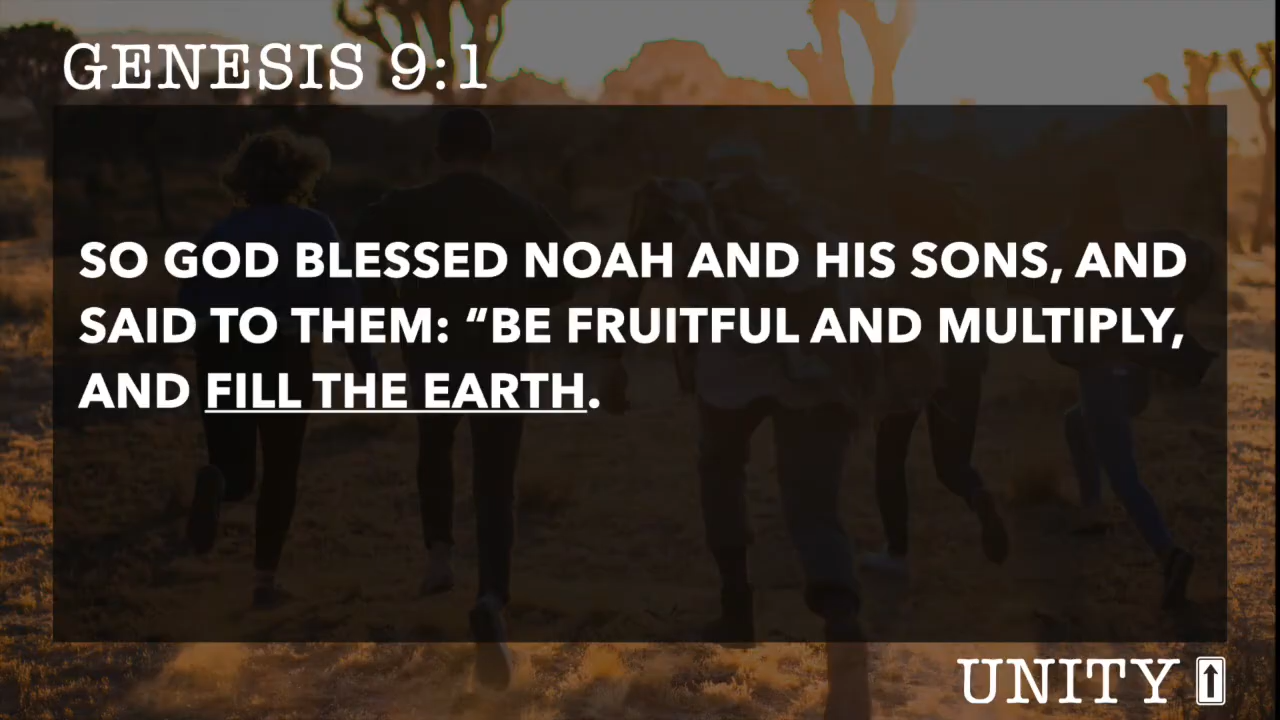 GENESIS 9:1
SO GOD BLESSED NOAH AND HIS SONS, AND
SAID TO THEM: “BE FRUITFUL AND MULTIPLY,
AND FILL THE EARTH.
UNITY